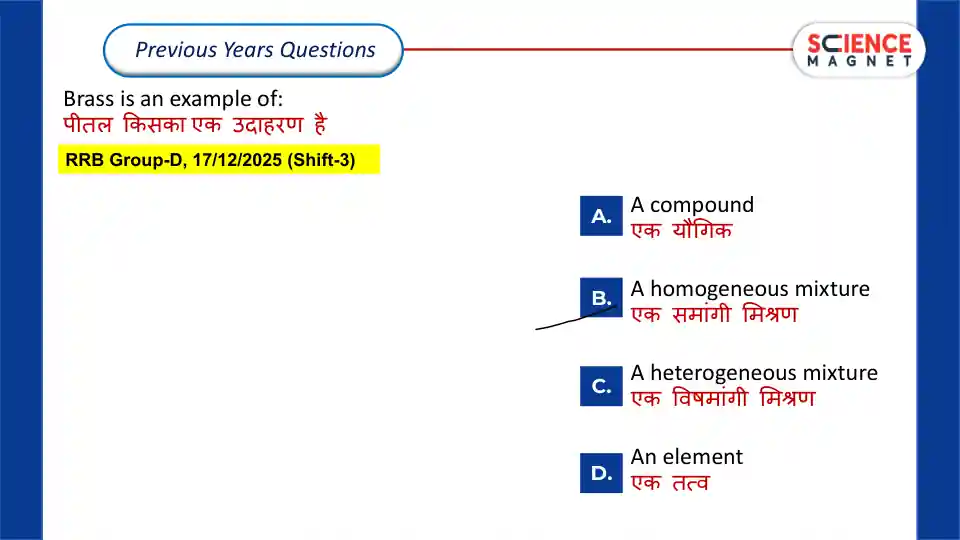 Previous Years Questions
SCIENCE
MAGNET
Brass is an example of:
पीतल किसका एक उदाहरण है
RRB Group-D, 17/12/2025 (Shift-3)
A.
A compound
एक यौगिक
B.
A homogeneous mixture
एक समांगी मिश्रण
C.
A heterogeneous mixture
एक विषमांगी मिश्रण
D.
An element
एक तत्व